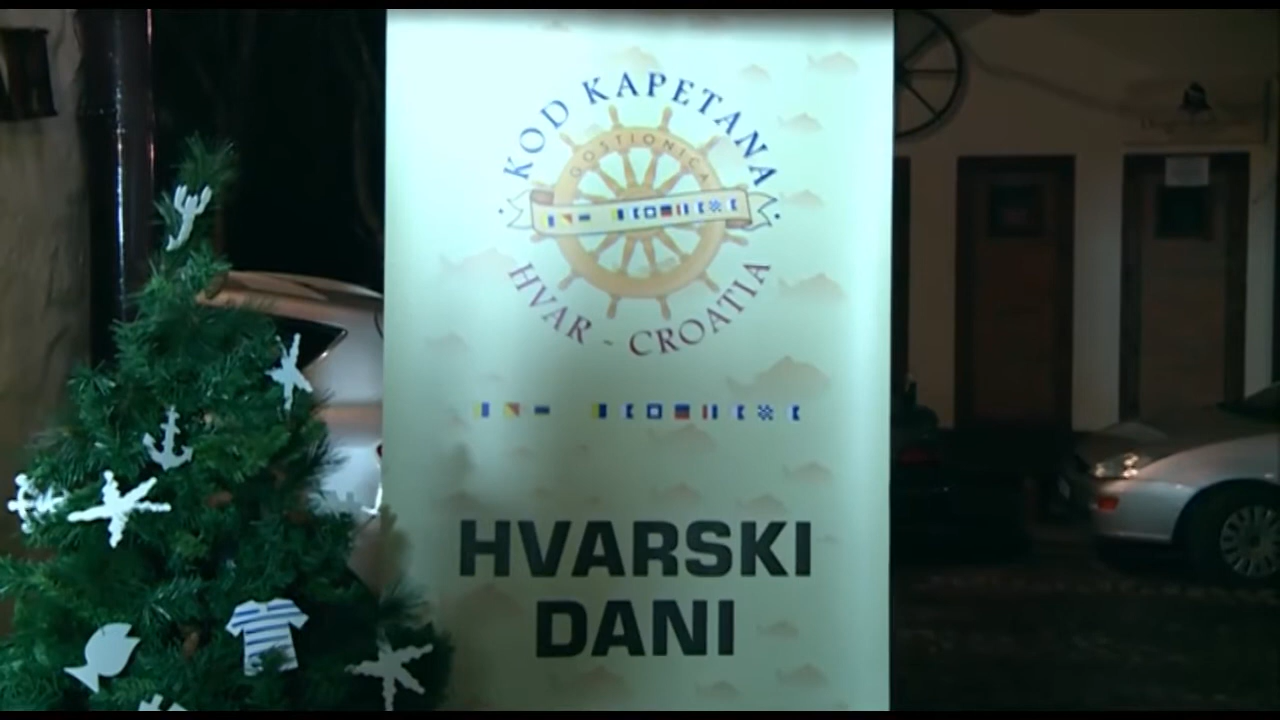 KOD KAPETANA
GOSTIONICA
HVAR - CROATIA
HVARSKI
DANI